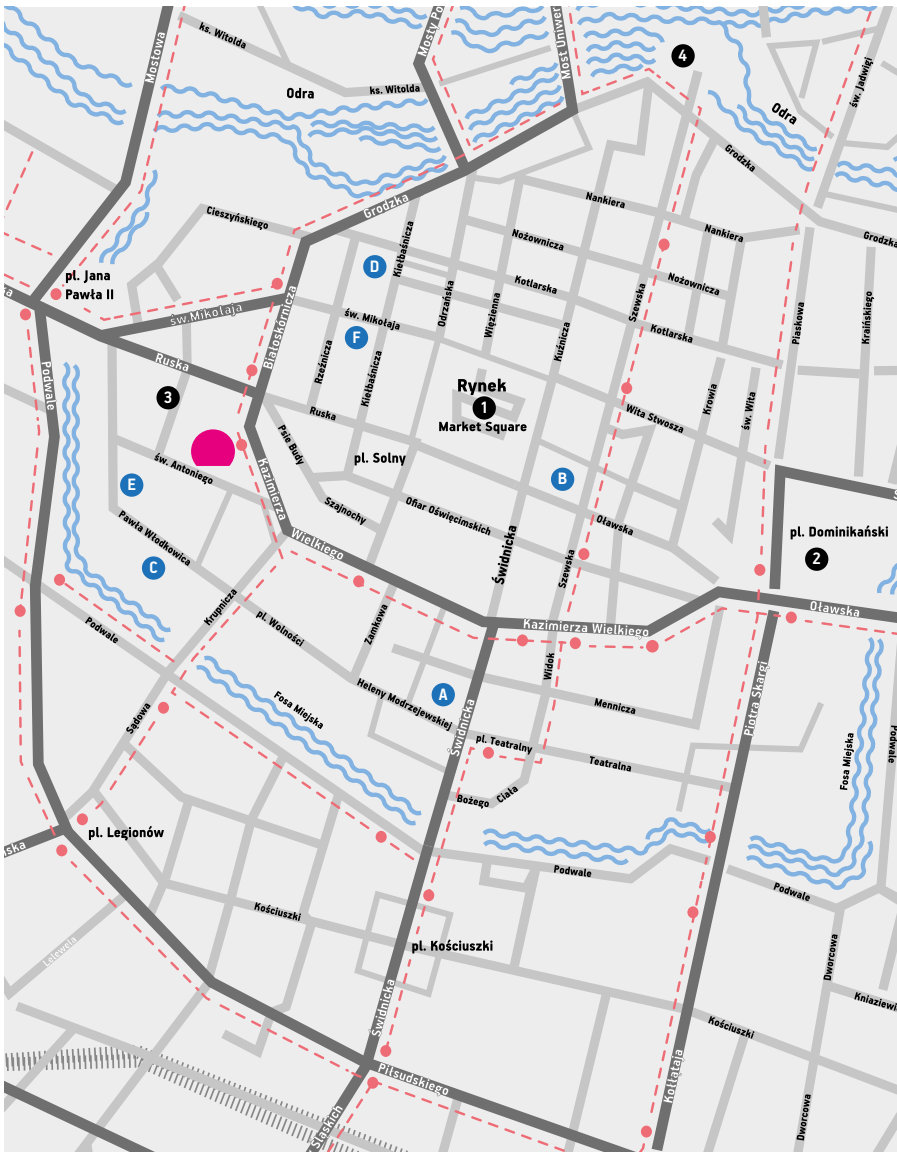 ks. Witolda
Mostowa
Mosty Po
Most Uniwer
4
Odra
ks. Witolda
Odra
św. Jadwigi
Grodzka
Grodzka
Cieszyńskiego
Nankiera
Nankiera
Grodzka
Kiełbaśnicza
Nożownicza
Nożownicza
D
pl. Jana
Pawła II
Kotlarska
Kotlarska
Szewska
Odrzańska
Więzienna
Piaskowa
Kraińskiego
św.Mikołaja
św. Mikołaja
Białoskórnicza
F
Kuźnicza
Rzeźnicza
Kiełbaśnicza
Podwale
Ruska
Rynek
1
Market Square
Krowia
św. Wita
3
Ruska
Wita Stwosza
Psie Budy
pl. Solny
św. Antoniego
B
E
Kazimierza
Szajnochy
Ofiar Oświęcimskich
Oławska
Pawła Włodkowica
Wielkiego
Świdnicka
pl. Dominikański
2
C
Szewska
Krupnicza
Podwale
pl. Wolności
Zamkowa
Kazimierza Wielkiego
Oławska
Widok
Piotra Skargi
Heleny Modrzejewskiej
A
Mennicza
Fosa Miejska
Sądowa
Świdnicka
pl. Teatralny
Teatralna
Fosa Miejska
Podwale
Bożego
Ciała
pl. Legionów
ska
Podwale
Podwale
Kościuszki
pl. Kościuszki
Lelewela
Dworcowa
Kniaziewi
Świdnicka
Kościuszki
Piłsudskiego
Kołłątaja
Dworcowa
Śląskich